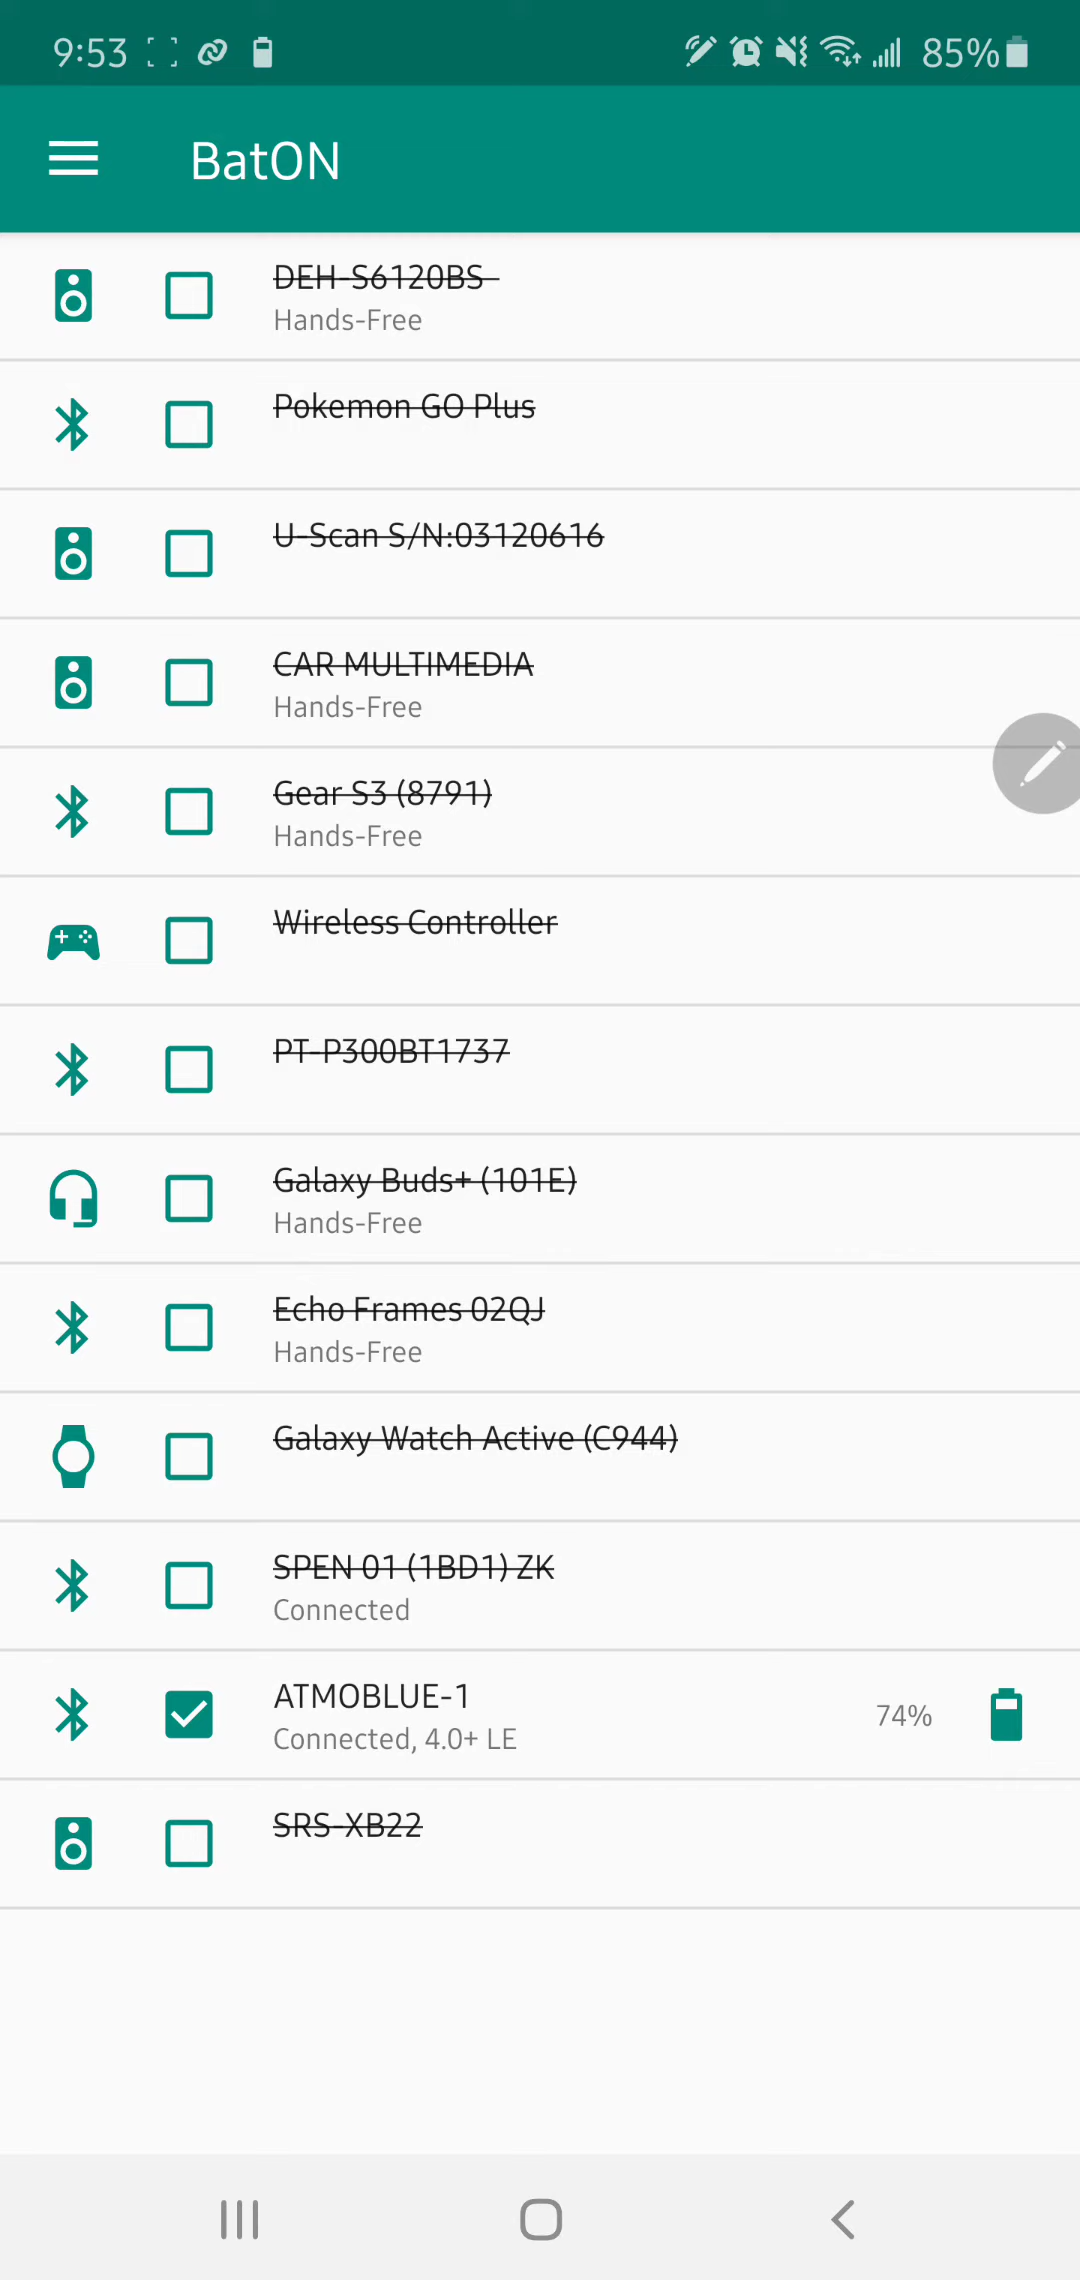 9:53 85%
BatON
DEH-S6120BS
Hands-Free
Pokemon GO Plus
U-Scan S/N:03120616
CAR MULTIMEDIA
Hands-Free
Gear S3 (8791)
Hands-Free
Wireless Controller
PT-P300BT1737
Galaxy Buds+ (101E)
Hands-Free
Echo Frames 02QJ
Hands-Free
Galaxy Watch Active (C944)
SPEN 01 (1BD1) ZK
Connected
ATMOBLUE-1
Connected, 4.0+ LE
74%
SRS-XB22